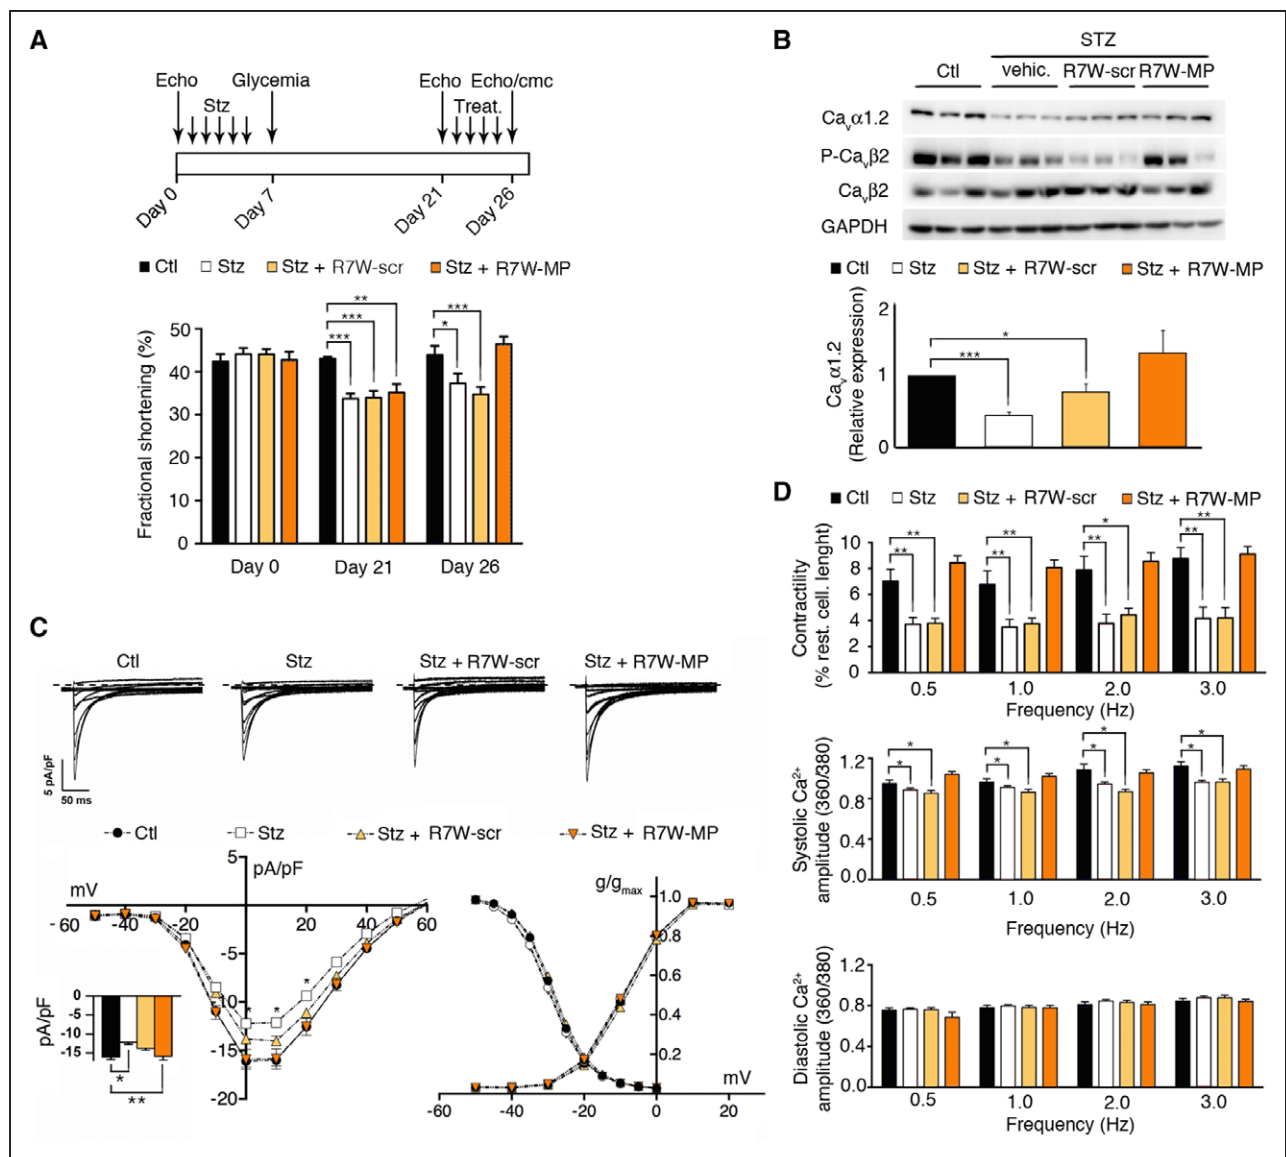 A
Echo
Glycemia
Echo
Echo/cmc
Stz
Treat.
Day 0
Day 7
Day 21
Day 26
Ctl
Stz
Stz + R7W-scr
Stz + R7W-MP
**
***
***
***
*
Fractional shortening (%)
50
40
30
20
10
0
Day 0
Day 21
Day 26
B
STZ
Ctl
vehic.
R7W-scr
R7W-MP
Cavα1.2
P-Cavβ2
Cavβ2
GAPDH
Ctl
Stz
Stz + R7W-scr
Stz + R7W-MP
Cavα1.2
(Relative expression)
2
1
0
*
***
C
Ctl
Stz
Stz + R7W-scr
Stz + R7W-MP
5 pA/pF
50 ms
Ctl
Stz
Stz + R7W-scr
Stz + R7W-MP
5
pA/pF
mV
-60
-40
-20
20
40
60
-5
-10
-15
-20
*
*
*
pA/pF
0
-5
-10
-15
*
**
g/gmax
1.0
0.8
0.6
0.4
0.2
mV
-60
-40
-20
0
20
D
Ctl
Stz
Stz + R7W-scr
Stz + R7W-MP
Contractility
(% rest. cell. lenght)
10
8
6
4
2
0
**
**
**
**
*
**
**
**
0.5
1.0
2.0
3.0
Frequency (Hz)
Systolic Ca2+
amplitude (360/380)
1.2
0.8
0.4
0.0
*
*
*
*
*
*
*
*
0.5
1.0
2.0
3.0
Frequency (Hz)
Diastolic Ca2+
amplitude (360/380)
1.2
0.8
0.4
0.0
0.5
1.0
2.0
3.0
Frequency (Hz)